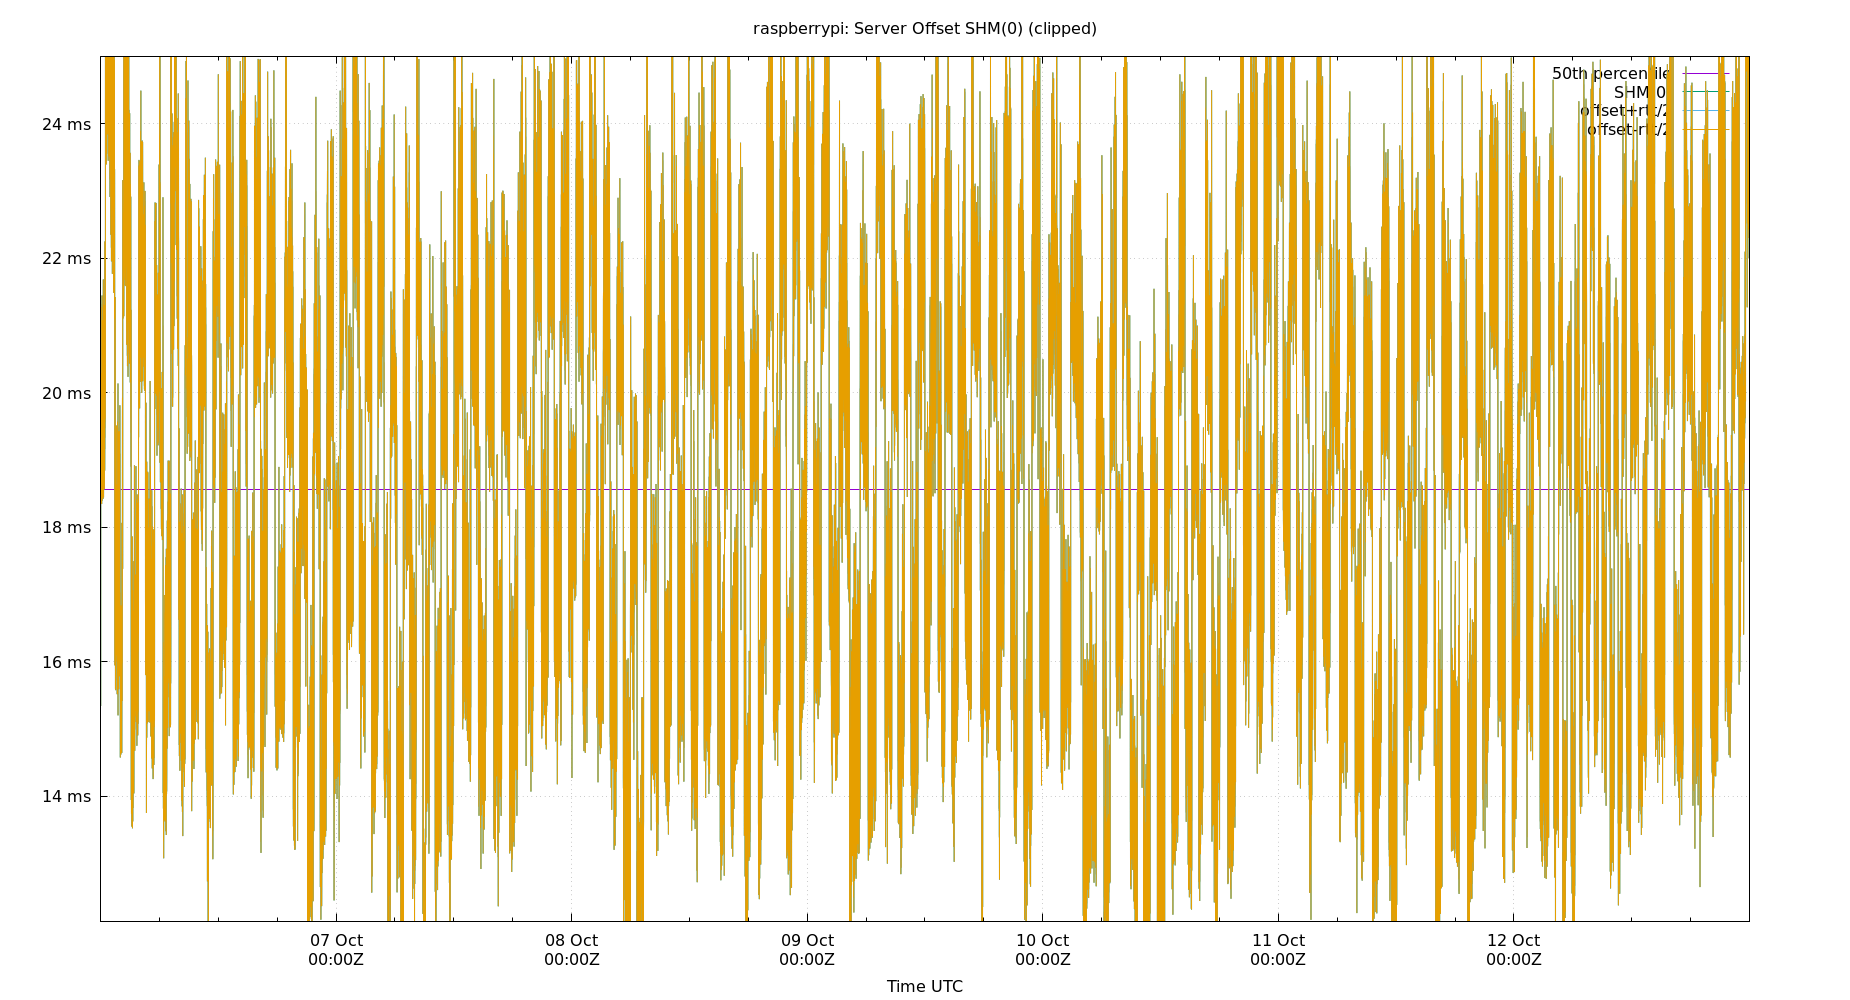 raspberrypi: Server Offset SHM(0) (clipped)
50th percentile
SHM(0)
offset+rtt/2
offset-rtt/2
24 ms
22 ms
20 ms
18 ms
16 ms
14 ms
07 Oct
00:00Z
08 Oct
00:00Z
09 Oct
00:00Z
10 Oct
00:00Z
11 Oct
00:00Z
12 Oct
00:00Z
Time UTC